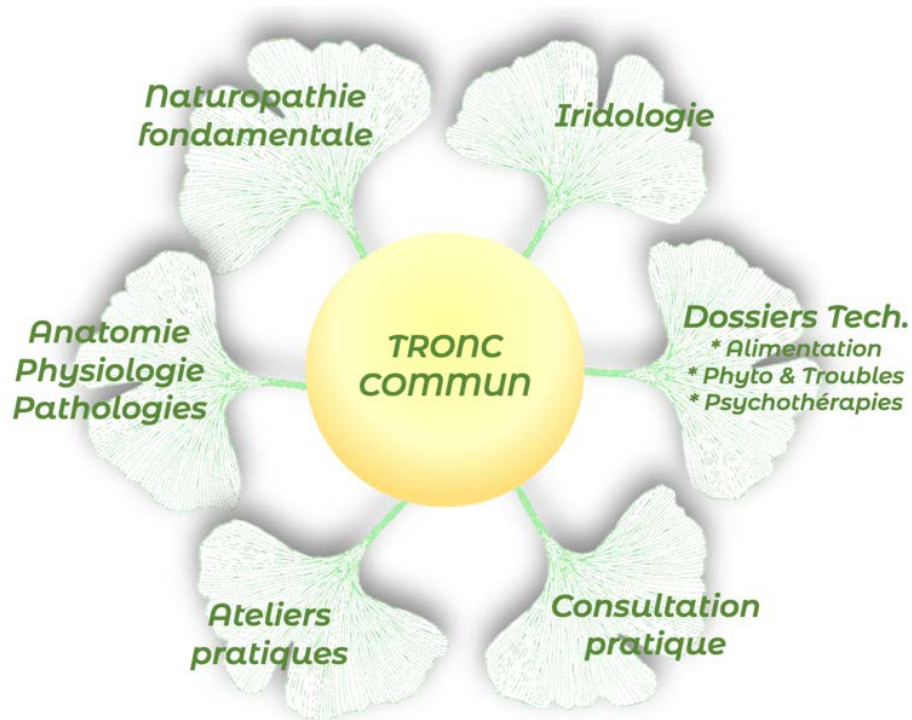 Naturopathie
fondamentale
Iridologie
Anatomie
Physiologie
Pathologies
TRONC
COMMUN
Dossiers Tech.
* Alimentation
* Phyto & Troubles
* Psychothérapies
Ateliers
pratiques
Consultation
pratique